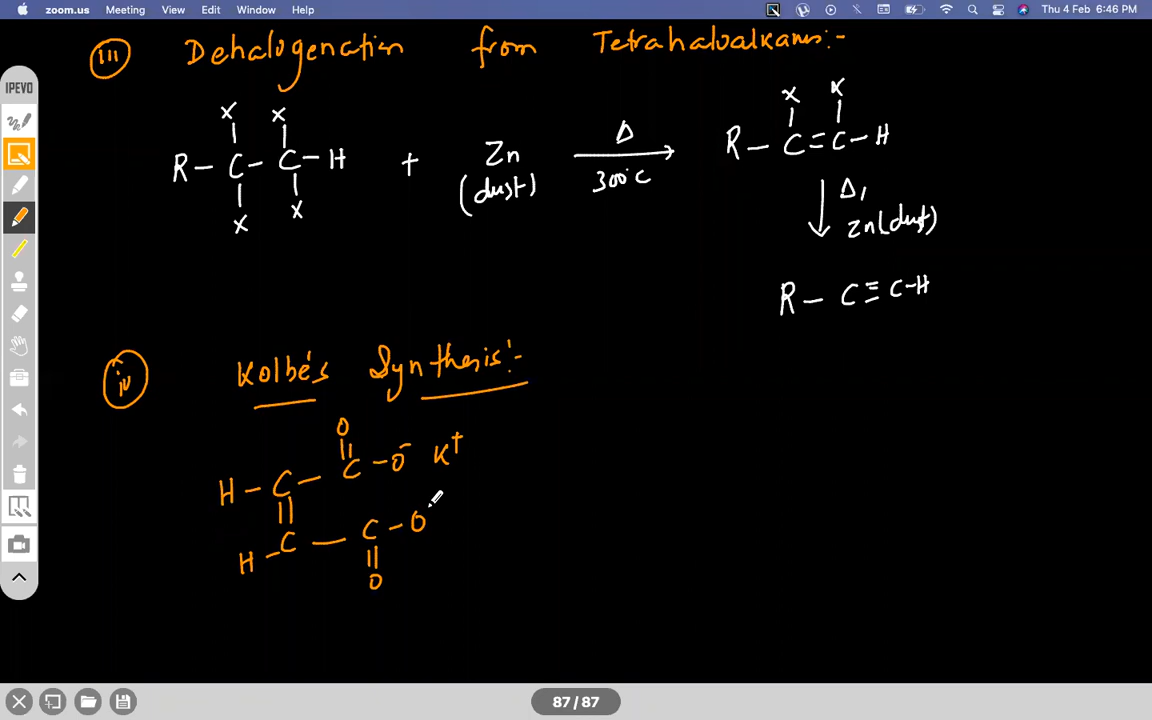 zoom.us Meeting View Edit Window Help Thu 4 Feb 6:46 PM
IPEVO
iii Dehalogenation from Tetrahaloalkanes:-
X X
R - C - C - H + Zn (dust) Δ 300°C
X X
X X
R - C = C - H
Δ, Zn(dust)
R - C ≡ C-H
iv Kolbe's Synthesis:-
O
H - C - C - O⁻ K⁺
H - C - C - O
O
87 / 87